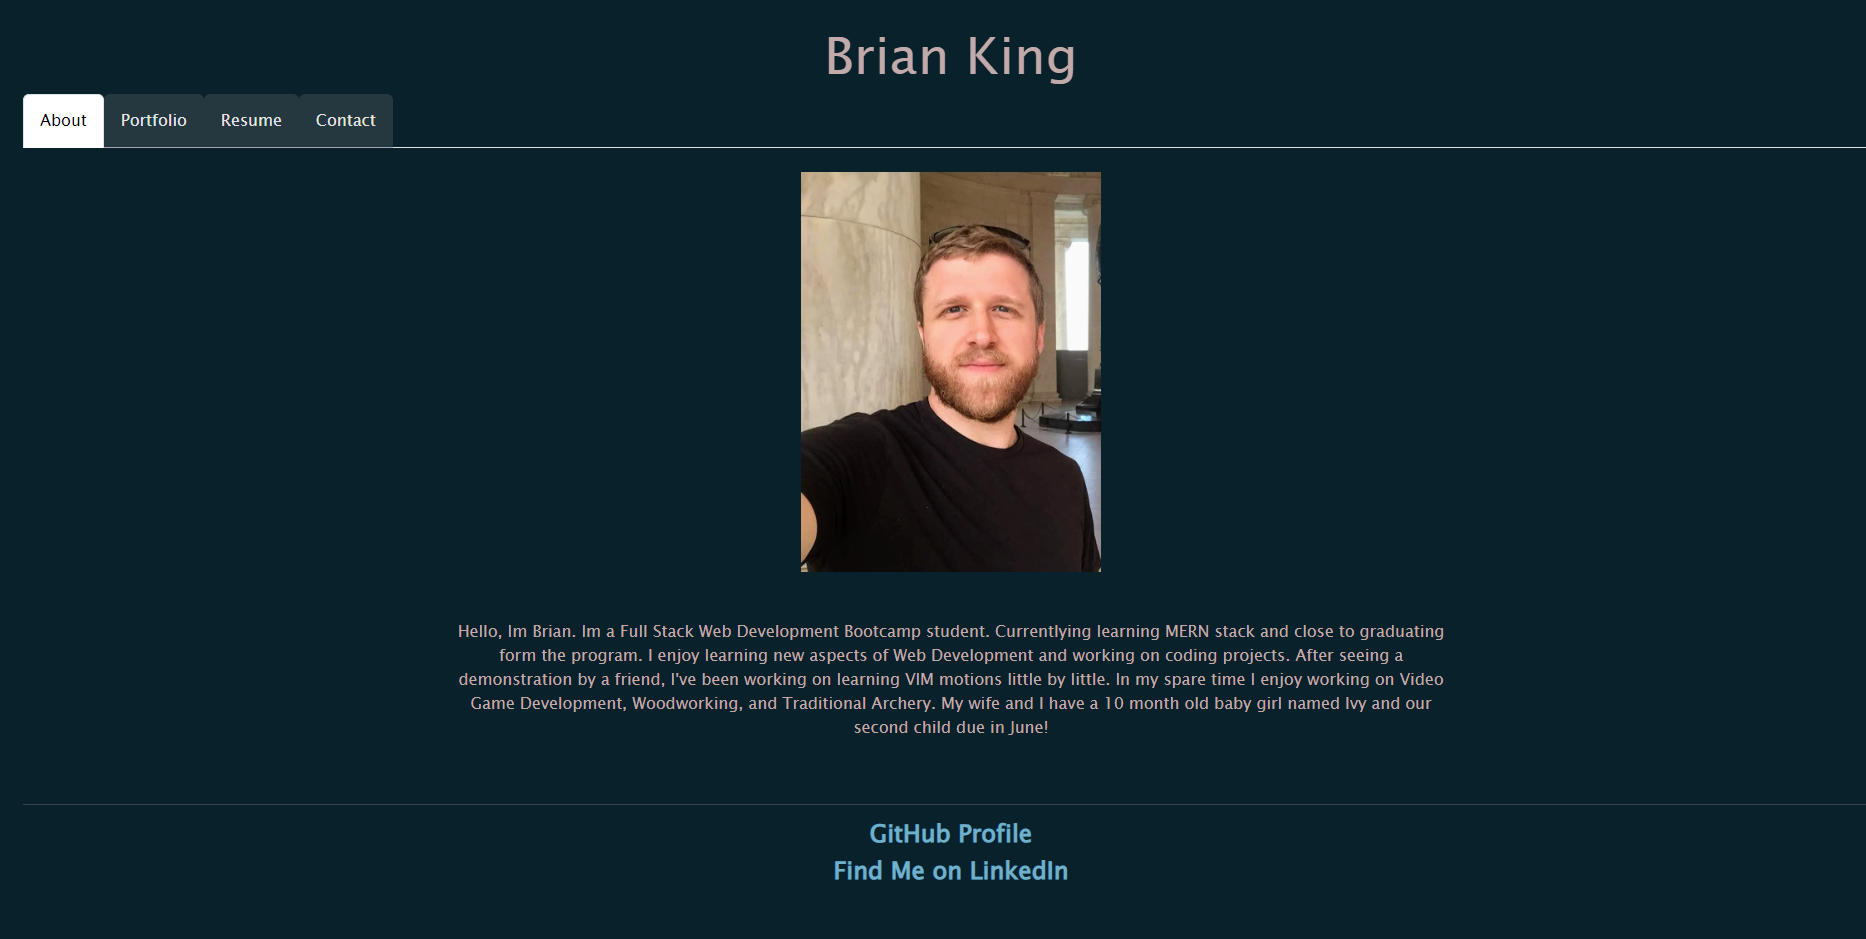 Brian King
About
Portfolio
Resume
Contact
Hello, Im Brian. Im a Full Stack Web Development Bootcamp student. Currentlying learning MERN stack and close to graduating
form the program. I enjoy learning new aspects of Web Development and working on coding projects. After seeing a
demonstration by a friend, I've been working on learning VIM motions little by little. In my spare time I enjoy working on Video
Game Development, Woodworking, and Traditional Archery. My wife and I have a 10 month old baby girl named Ivy and our
second child due in June!
GitHub Profile
Find Me on LinkedIn